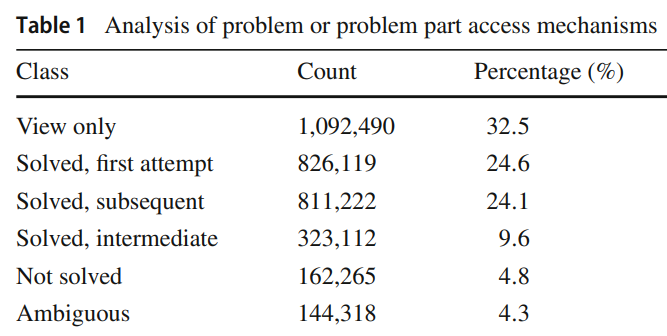 Table 1 Analysis of problem or problem part access mechanisms
Class Count Percentage (%)
View only 1,092,490 32.5
Solved, first attempt 826,119 24.6
Solved, subsequent 811,222 24.1
Solved, intermediate 323,112 9.6
Not solved 162,265 4.8
Ambiguous 144,318 4.3